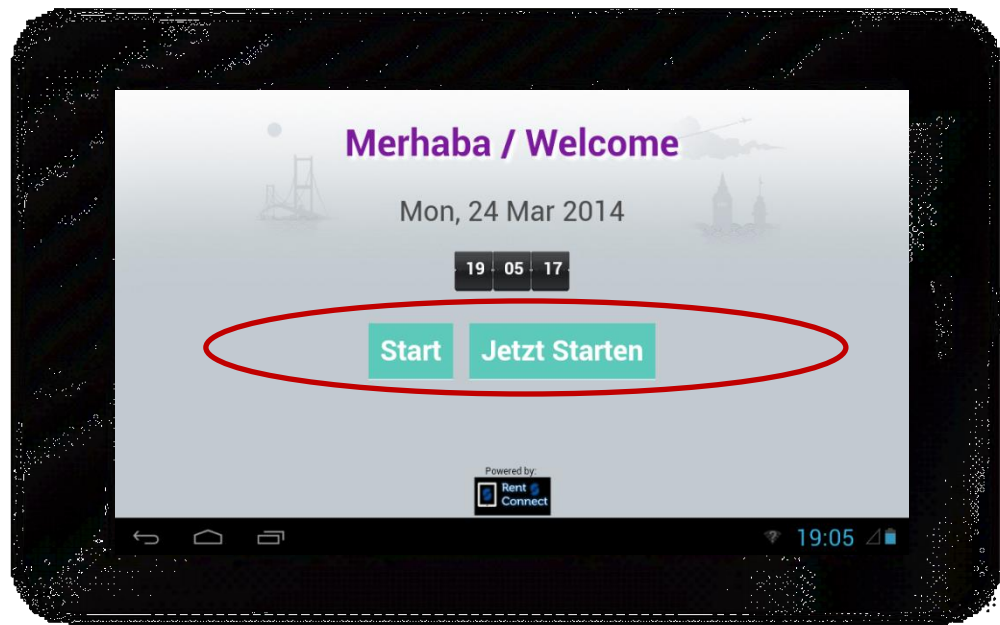 Merhaba / Welcome
Mon, 24 Mar 2014
19 05 17
Start Jetzt Starten
Powered by:
Rent
Connect
19:05